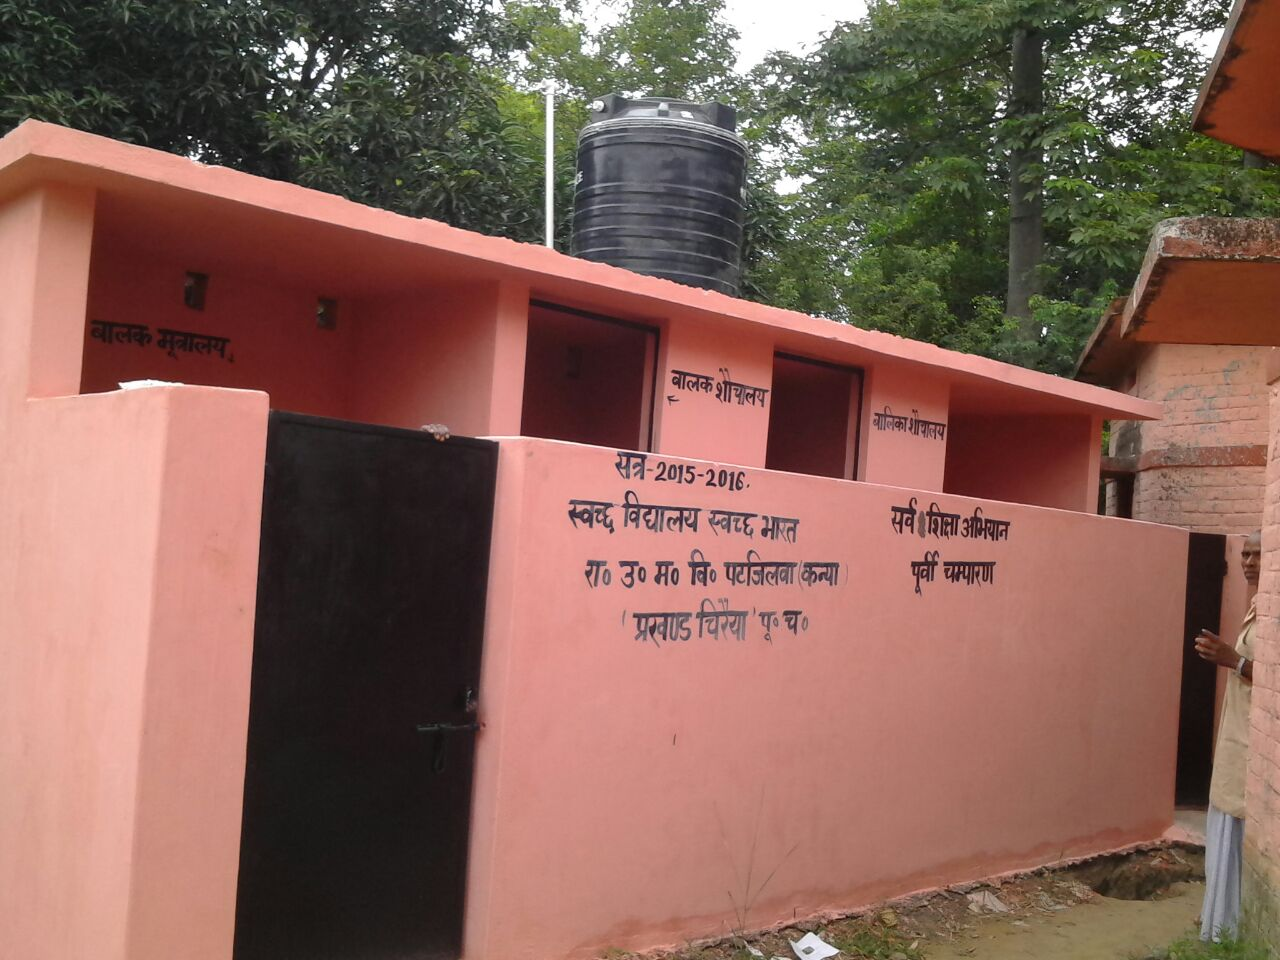 बालक मूत्रालय
बालक शौचालय
बालिका शौचालय
सत्र-2015-2016.
स्वच्छ विद्यालय स्वच्छ भारत
रा० उ० म० वि० पटजिलवा (कन्या)
'प्रखण्ड चिरैया' पू० च०
सर्व शिक्षा अभियान
पूर्वी चम्पारण